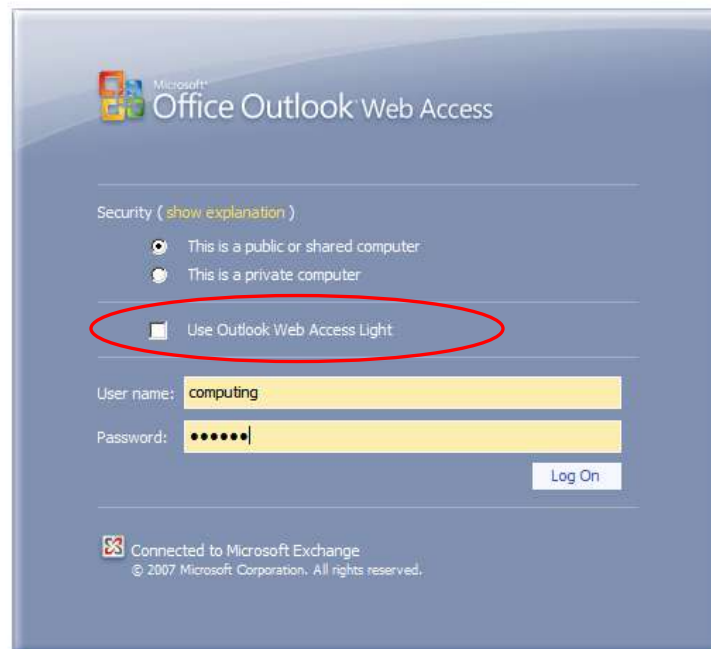 Microsoft®
Office Outlook Web Access
Security ( show explanation )
This is a public or shared computer
This is a private computer
Use Outlook Web Access Light
User name: computing
Password: ●●●●●●
Log On
Connected to Microsoft Exchange
© 2007 Microsoft Corporation. All rights reserved.